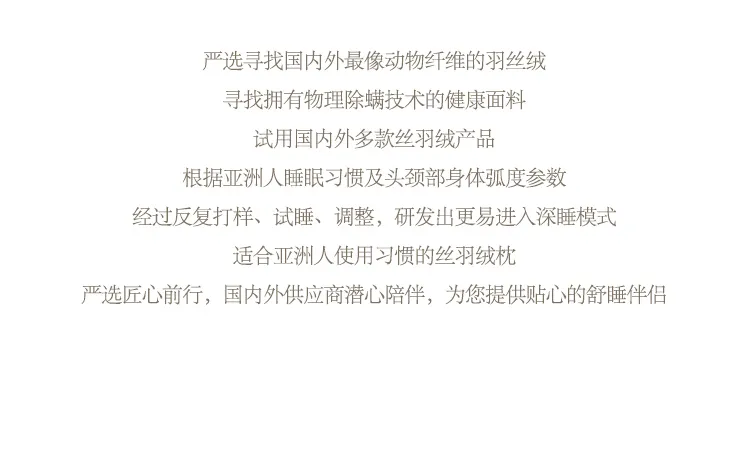 严选寻找国内外最像动物纤维的羽丝绒
寻找拥有物理除螨技术的健康面料
试用国内外多款丝羽绒产品
根据亚洲人睡眠习惯及头颈部身体弧度参数
经过反复打样、试睡、调整，研发出更易进入深睡模式
适合亚洲人使用习惯的丝羽绒枕
严选匠心前行，国内外供应商潜心陪伴，为您提供贴心的舒睡伴侣